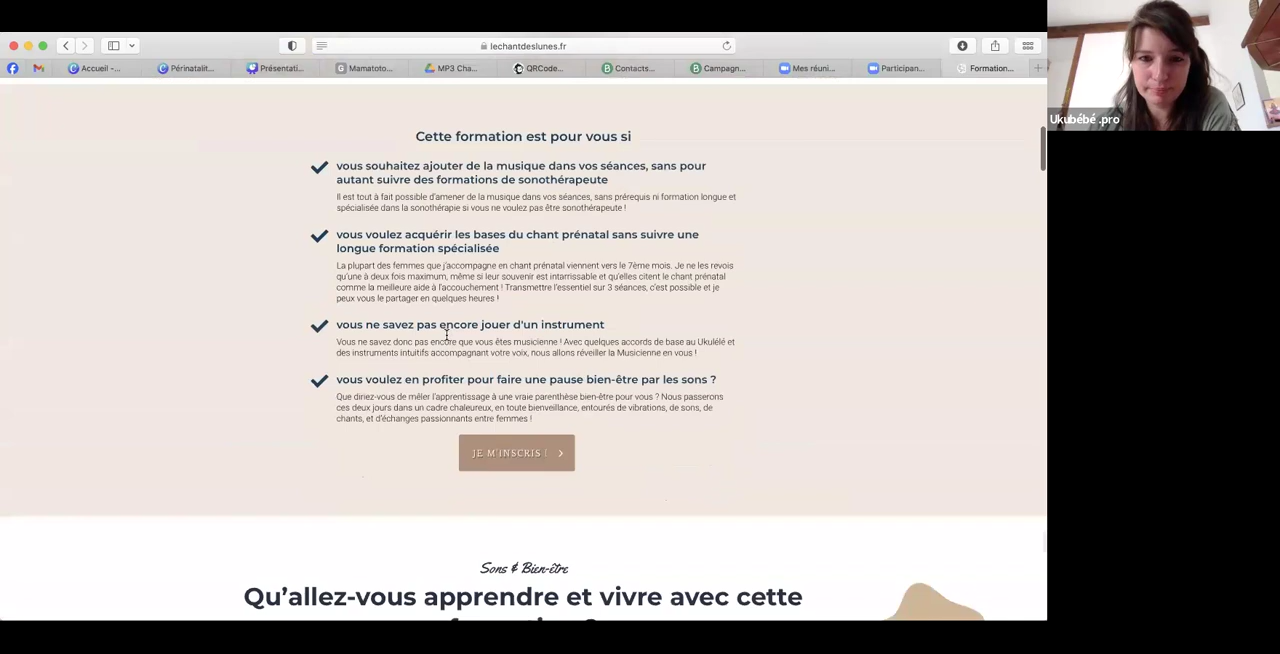 lechantdeslunes.fr
Accueil -...
Périnatalit...
Présentati...
Mamatoto...
MP3 Cha...
QRCode...
Contacts...
Campagn...
Mes réuni...
Participan...
Formation...
Ukubébé .pro
Cette formation est pour vous si
vous souhaitez ajouter de la musique dans vos séances, sans pour
autant suivre des formations de sonothérapeute
Il est tout à fait possible d'amener de la musique dans vos séances, sans prérequis ni formation longue et
spécialisée dans la sonothérapie si vous ne voulez pas être sonothérapeute !
vous voulez acquérir les bases du chant prénatal sans suivre une
longue formation spécialisée
La plupart des femmes que j'accompagne en chant prénatal viennent vers le 7ème mois. Je ne les revois
qu'une à deux fois maximum, même si leur souvenir est intarrissable et qu'elles citent le chant prénatal
comme la meilleure aide à l'accouchement ! Transmettre l'essentiel sur 3 séances, c'est possible et je
peux vous le partager en quelques heures !
vous ne savez pas encore jouer d'un instrument
Vous ne savez donc pas encore que vous êtes musicienne ! Avec quelques accords de base au Ukulélé et
des instruments intuitifs accompagnant votre voix, nous allons réveiller la Musicienne en vous !
vous voulez en profiter pour faire une pause bien-être par les sons ?
Que diriez-vous de mêler l'apprentissage à une vraie parenthèse bien-être pour vous ? Nous passerons
ces deux jours dans un cadre chaleureux, en toute bienveillance, entourés de vibrations, de sons, de
chants, et d'échanges passionnants entre femmes !
JE M'INSCRIS !
Sons & Bien-être
Qu'allez-vous apprendre et vivre avec cette